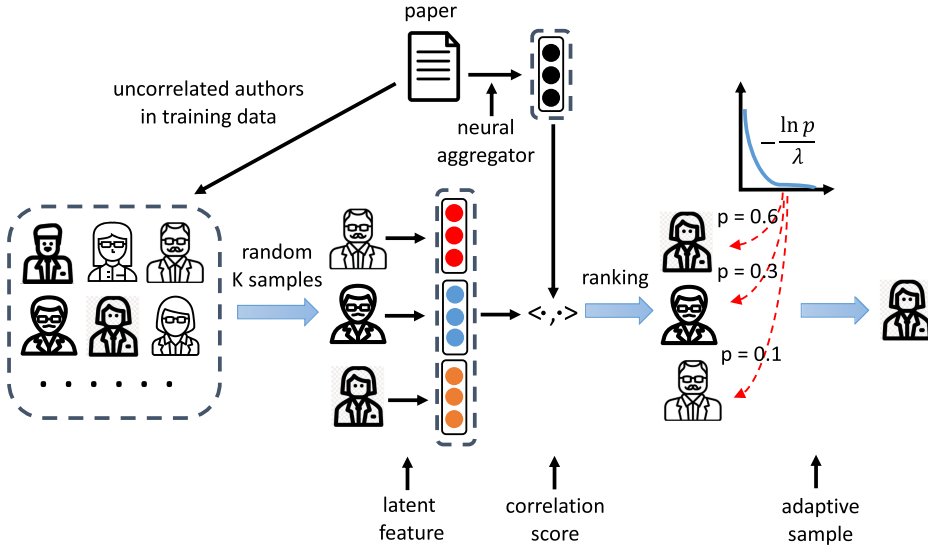 paper
uncorrelated authors
in training data
neural
aggregator
− ln p / λ
random
K samples
<·,·>
ranking
p = 0.6
p = 0.3
p = 0.1
. . . . . .
latent
feature
correlation
score
adaptive
sample